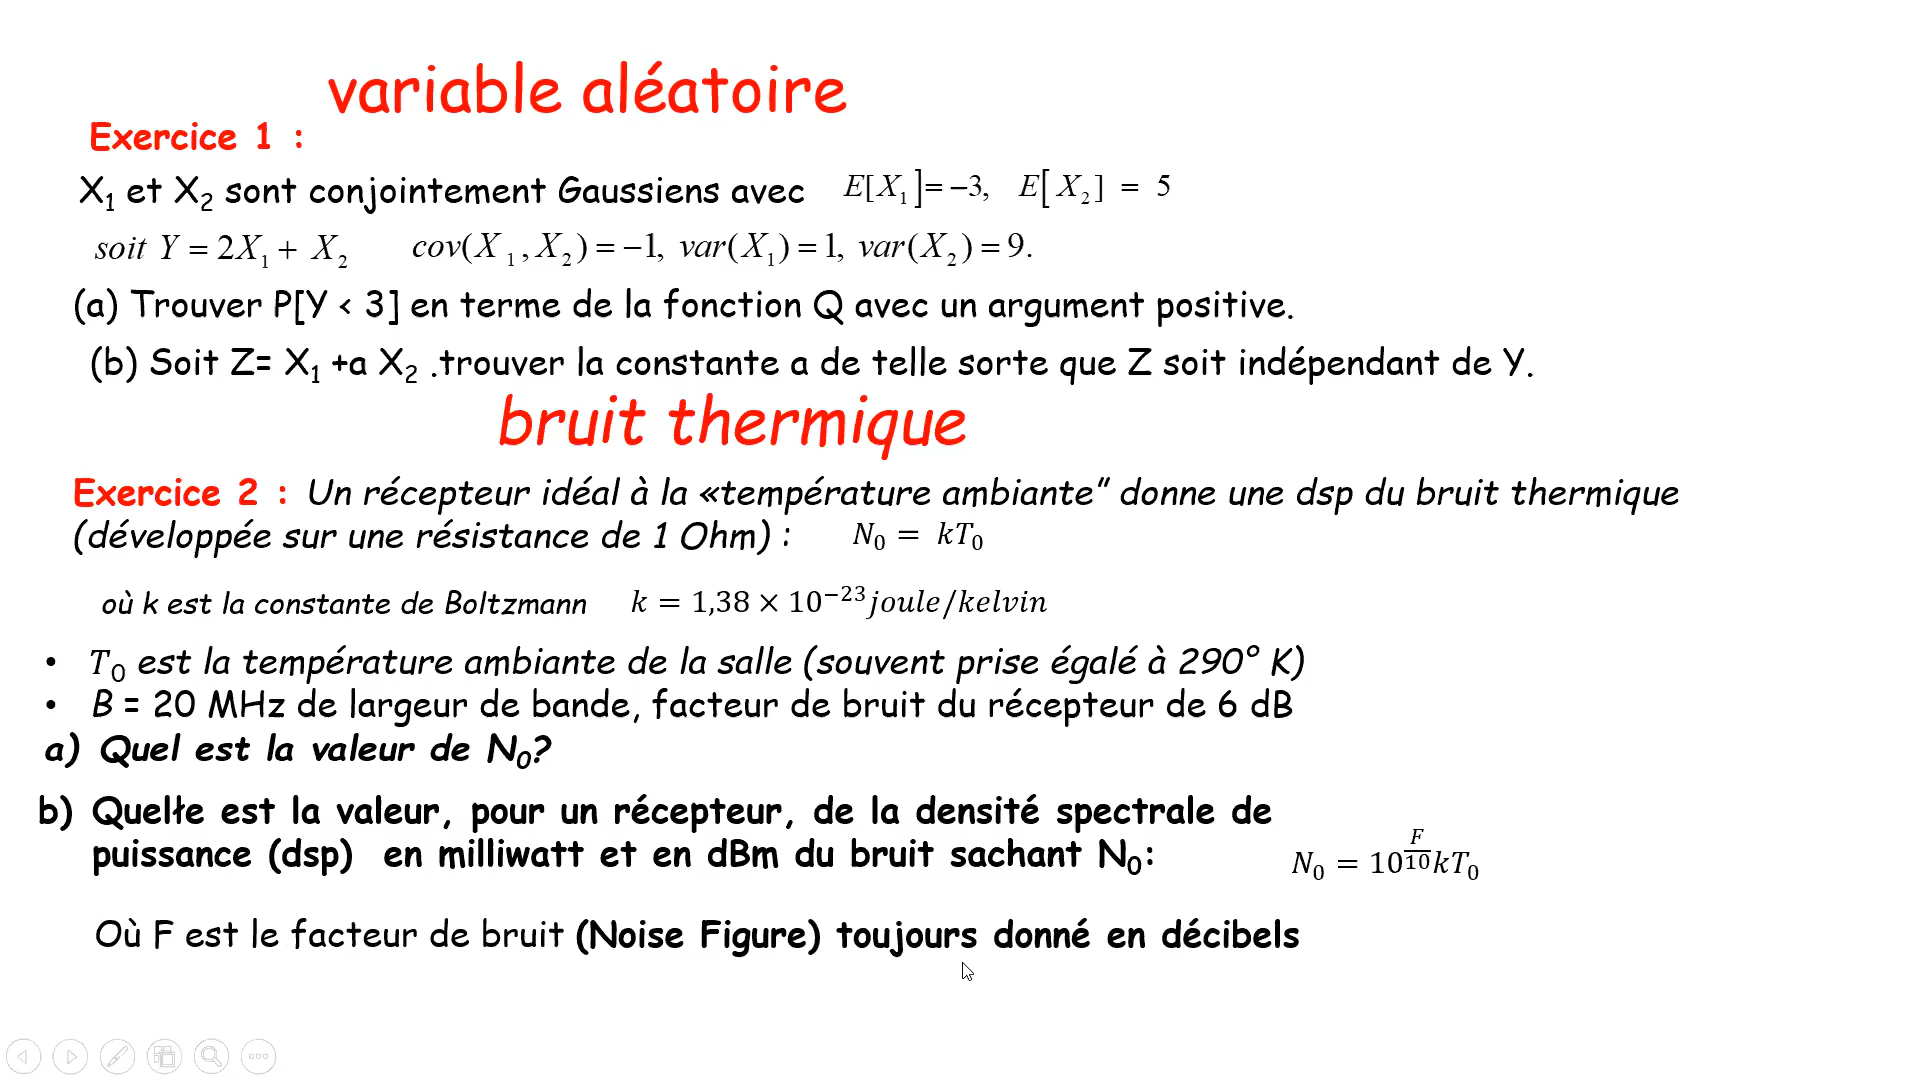 variable aléatoire
Exercice 1 :
X₁ et X₂ sont conjointement Gaussiens avec E[X₁]= −3, E[X₂] = 5
soit Y = 2X₁ + X₂ cov(X₁, X₂) = −1, var(X₁) = 1, var(X₂) = 9.
(a) Trouver P[Y < 3] en terme de la fonction Q avec un argument positive.
(b) Soit Z= X₁ +a X₂ .trouver la constante a de telle sorte que Z soit indépendant de Y.
bruit thermique
Exercice 2 : Un récepteur idéal à la «température ambiante” donne une dsp du bruit thermique
(développée sur une résistance de 1 Ohm) : N₀ = kT₀
où k est la constante de Boltzmann k = 1,38 × 10⁻²³ joule/kelvin
• T₀ est la température ambiante de la salle (souvent prise égalé à 290° K)
• B = 20 MHz de largeur de bande, facteur de bruit du récepteur de 6 dB
a) Quel est la valeur de N₀?
b) Quelłe est la valeur, pour un récepteur, de la densité spectrale de
puissance (dsp) en milliwatt et en dBm du bruit sachant N₀: N₀ = 10^(F/10) kT₀
Où F est le facteur de bruit (Noise Figure) toujours donné en décibels